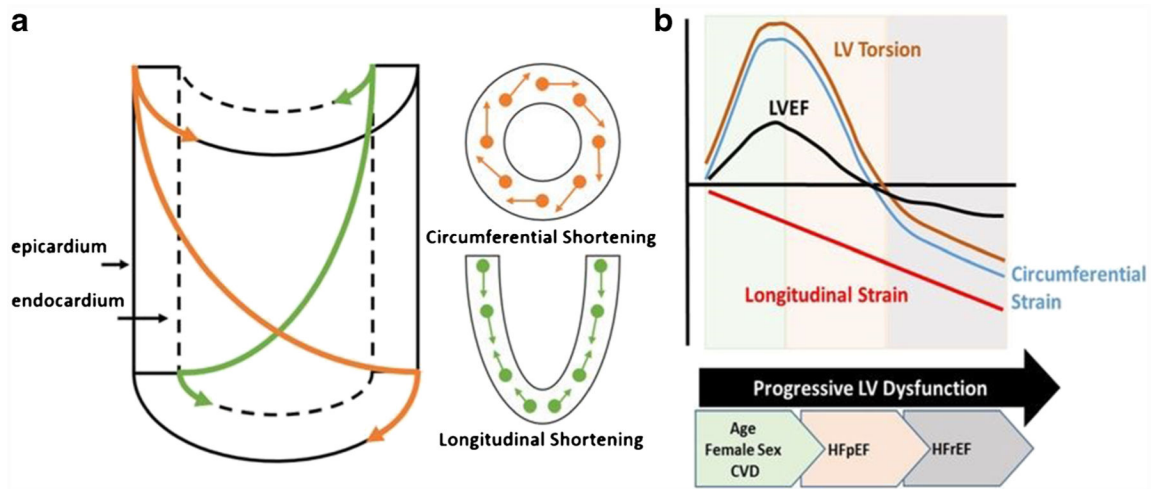 a
epicardium
endocardium
Circumferential Shortening
Longitudinal Shortening
b
LV Torsion
LVEF
Longitudinal Strain
Circumferential
Strain
Progressive LV Dysfunction
Age
Female Sex
CVD
HFpEF
HFrEF